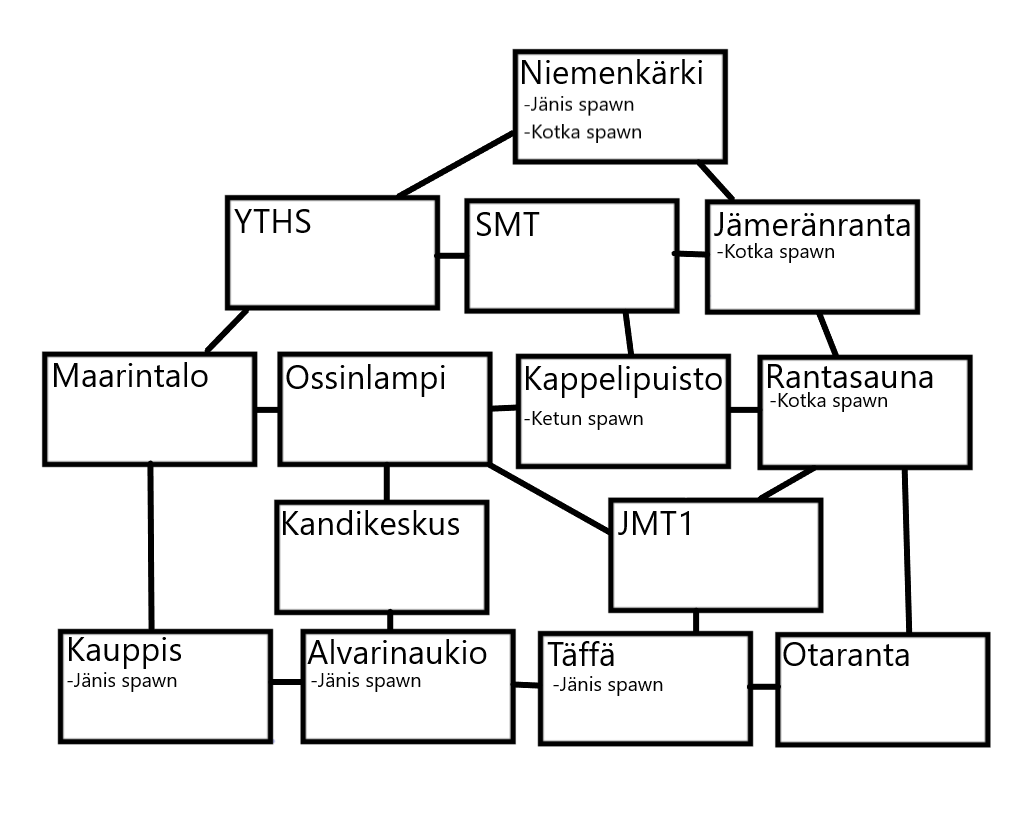 Niemenkärki
-Jänis spawn
-Kotka spawn
YTHS
SMT
Jämeränranta
-Kotka spawn
Maarintalo
Ossinlampi
Kappelipuisto
-Ketun spawn
Rantasauna
-Kotka spawn
Kandikeskus
JMT1
Kauppis
-Jänis spawn
Alvarinaukio
-Jänis spawn
Täffä
-Jänis spawn
Otaranta